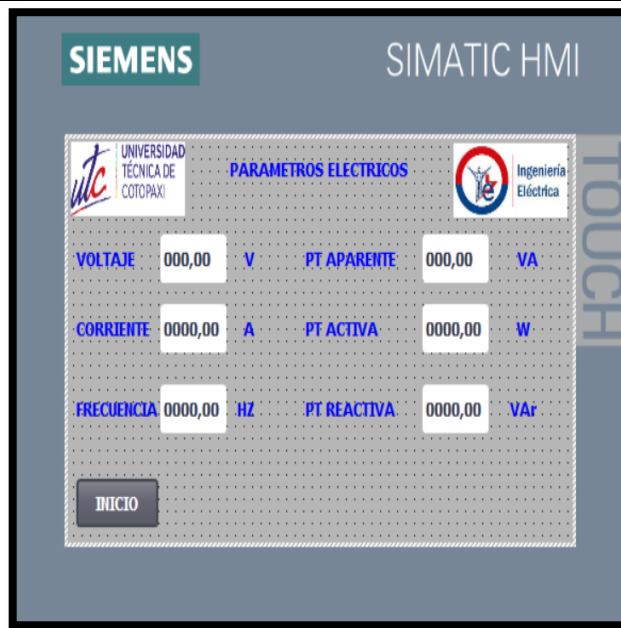 SIEMENS
SIMATIC HMI
TOUCH
utc
UNIVERSIDAD
TÉCNICA DE
COTOPAXI
PARAMETROS ELECTRICOS
Ingeniería
Eléctrica
VOLTAJE 000,00 V PT APARENTE 000,00 VA
CORRIENTE 0000,00 A PT ACTIVA 0000,00 W
FRECUENCIA 0000,00 HZ PT REACTIVA 0000,00 VAr
INICIO